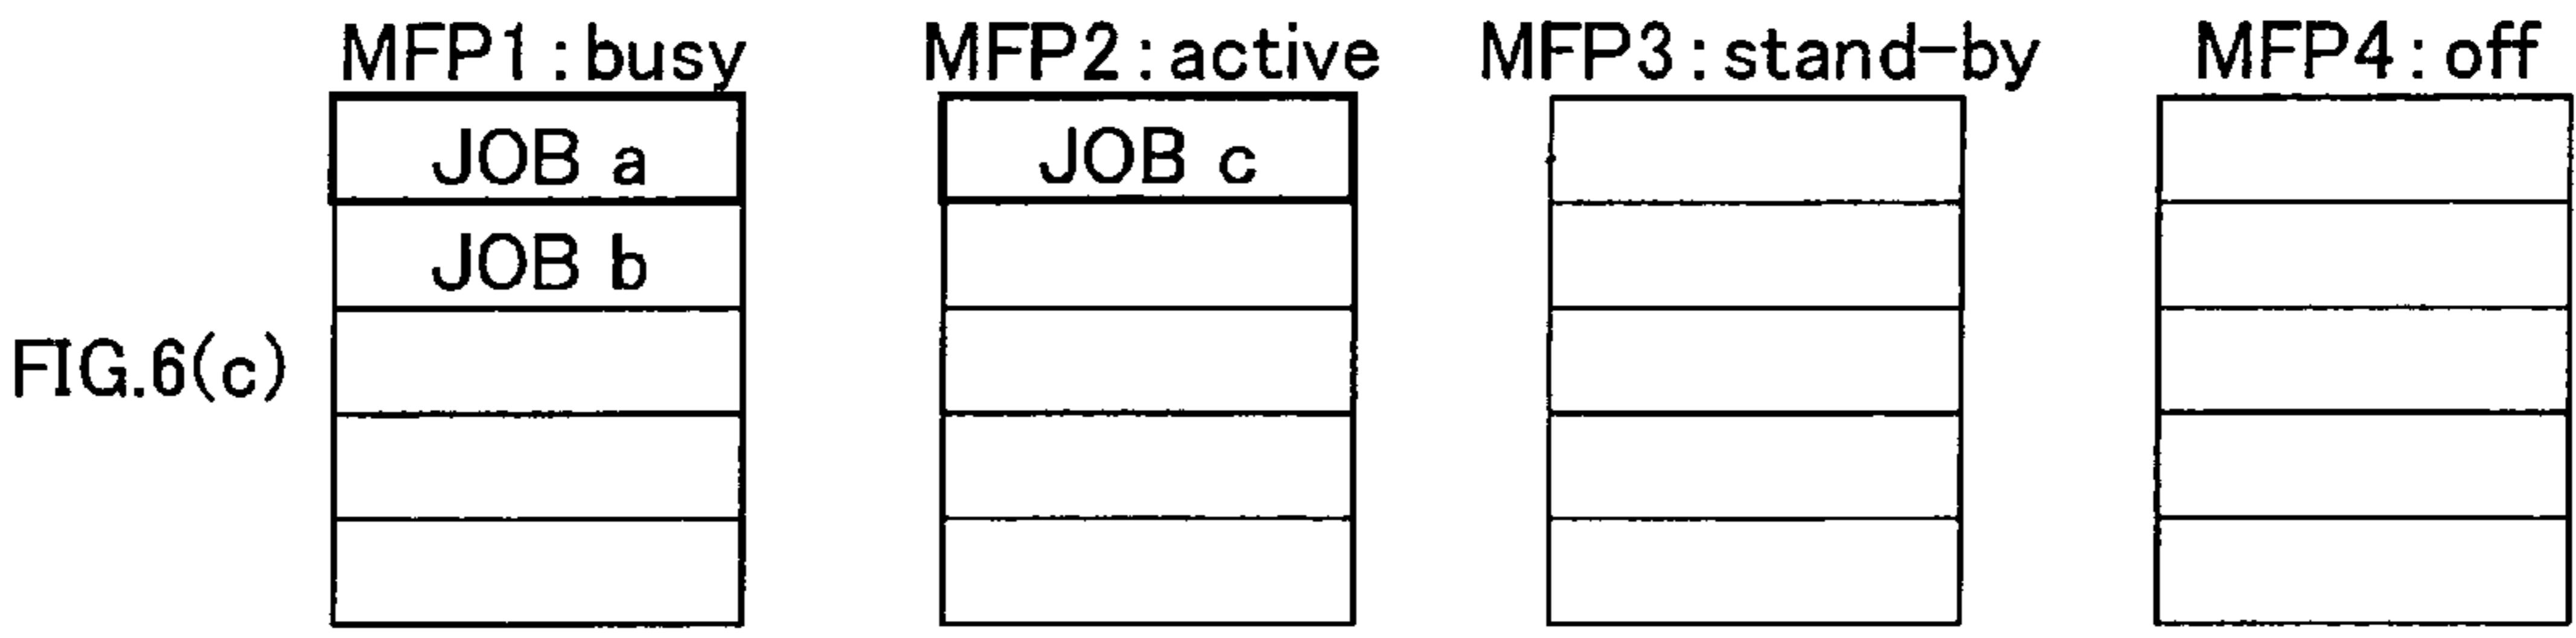 MFP1:busy MFP2:active MFP3:stand-by MFP4:off
JOB a JOB c
JOB b
FIG.6(c)